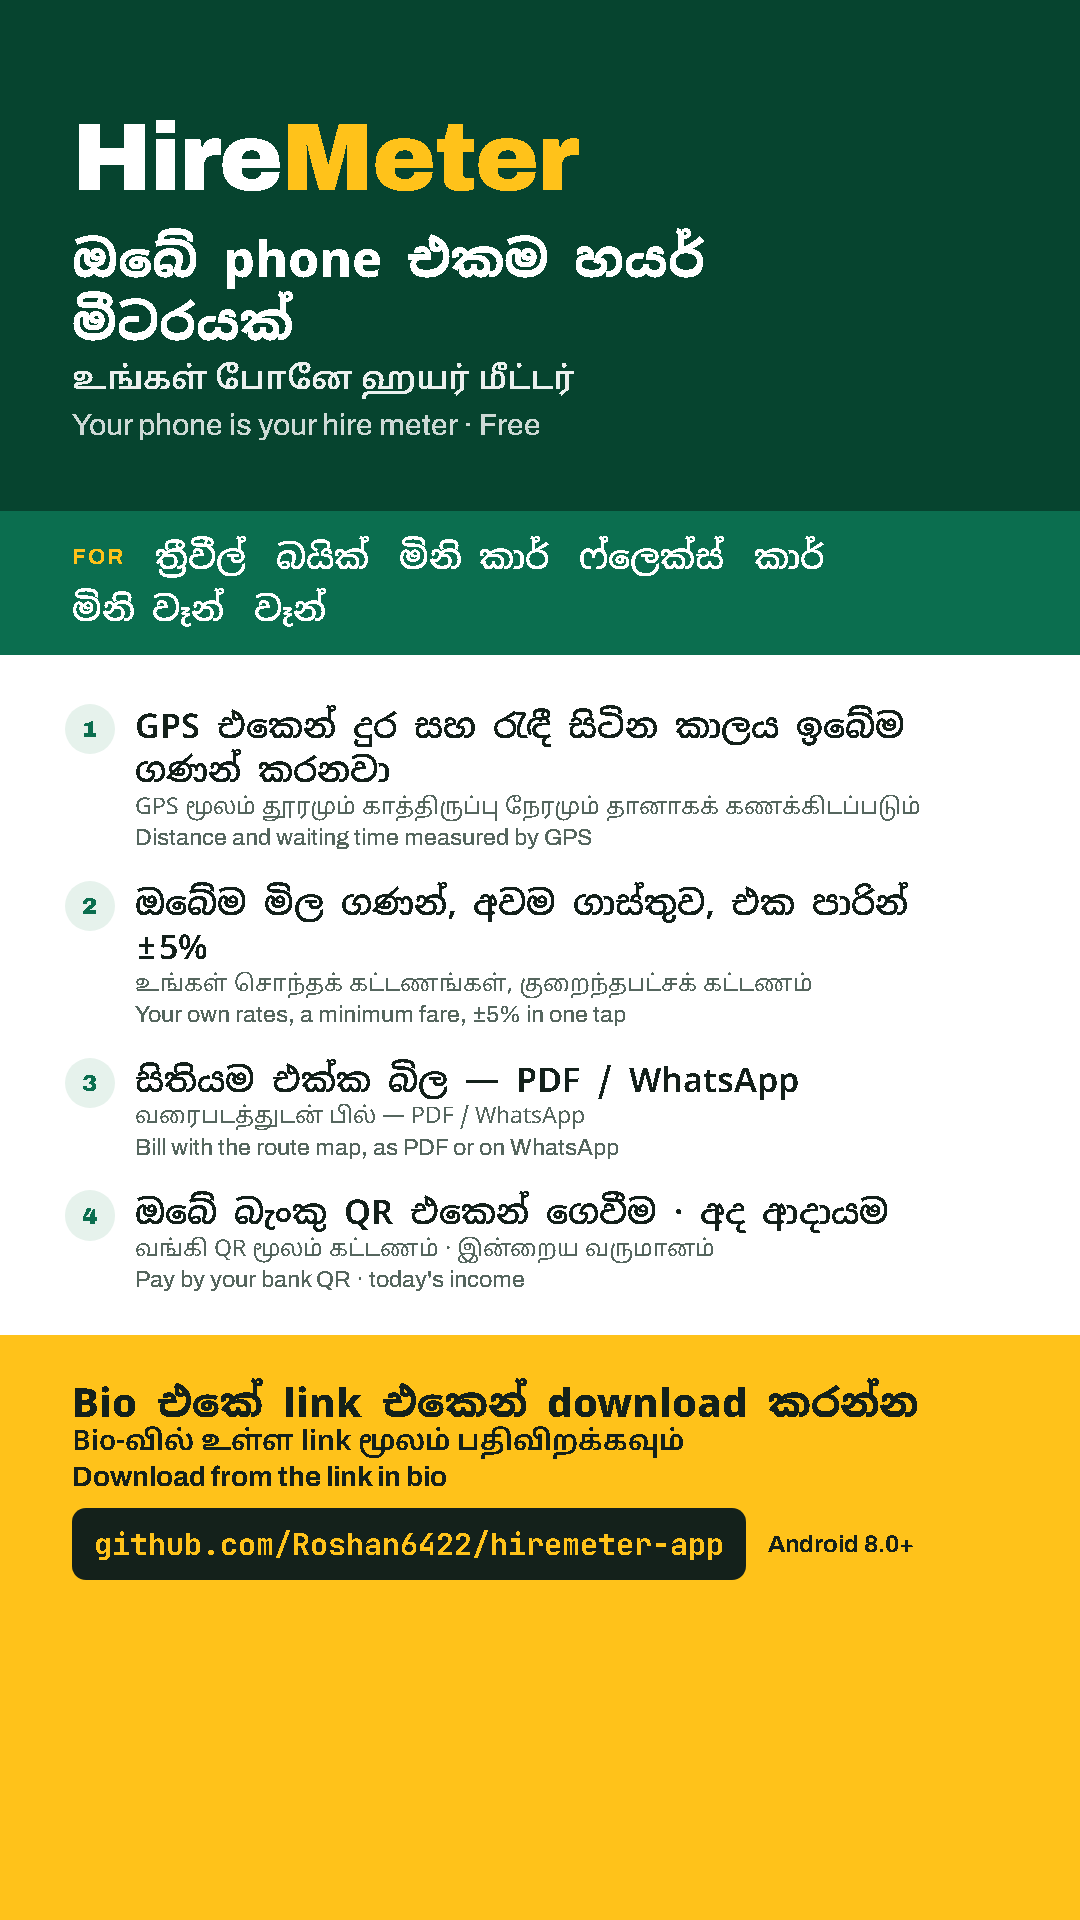 HireMeter
ඔබේ phone එකම හයර්
මීටරයක්
உங்கள் போனே ஹயர் மீட்டர்
Your phone is your hire meter · Free
FOR ත්‍රීවීල් බයික් මිනි කාර් ෆ්ලෙක්ස් කාර්
මිනි වෑන් වෑන්
1 GPS එකෙන් දුර සහ රැඳී සිටින කාලය ඉබේම
ගණන් කරනවා
GPS மூலம் தூரமும் காத்திருப்பு நேரமும் தானாகக் கணக்கிடப்படும்
Distance and waiting time measured by GPS
2 ඔබේම මිල ගණන්, අවම ගාස්තුව, එක පාරින්
±5%
உங்கள் சொந்தக் கட்டணங்கள், குறைந்தபட்சக் கட்டணம்
Your own rates, a minimum fare, ±5% in one tap
3 සිතියම එක්ක බිල — PDF / WhatsApp
வரைபடத்துடன் பில் — PDF / WhatsApp
Bill with the route map, as PDF or on WhatsApp
4 ඔබේ බැංකු QR එකෙන් ගෙවීම · අද ආදායම
வங்கி QR மூலம் கட்டணம் · இன்றைய வருமானம்
Pay by your bank QR · today's income
Bio එකේ link එකෙන් download කරන්න
Bio-வில் உள்ள link மூலம் பதிவிறக்கவும்
Download from the link in bio
github.com/Roshan6422/hiremeter-app Android 8.0+